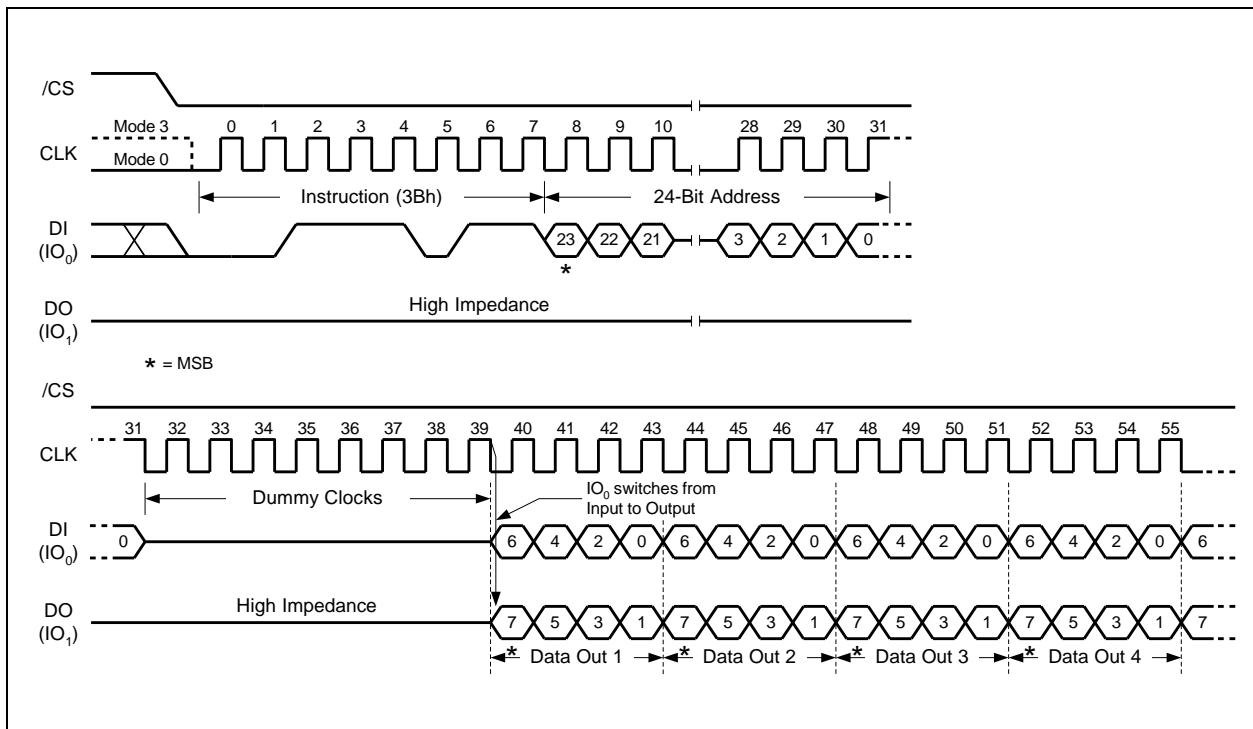 /CS
Mode 3 0 1 2 3 4 5 6 7 8 9 10 28 29 30 31
CLK
Mode 0
Instruction (3Bh) 24-Bit Address
DI
(IO0) 23 22 21 3 2 1 0
*
High Impedance
DO
(IO1)
* = MSB
/CS
31 32 33 34 35 36 37 38 39 40 41 42 43 44 45 46 47 48 49 50 51 52 53 54 55
CLK
Dummy Clocks
IO0 switches from
Input to Output
DI
(IO0) 0 6 4 2 0 6 4 2 0 6 4 2 0 6 4 2 0 6
DO
(IO1) High Impedance 7 5 3 1 7 5 3 1 7 5 3 1 7 5 3 1 7
* Data Out 1 * Data Out 2 * Data Out 3 * Data Out 4